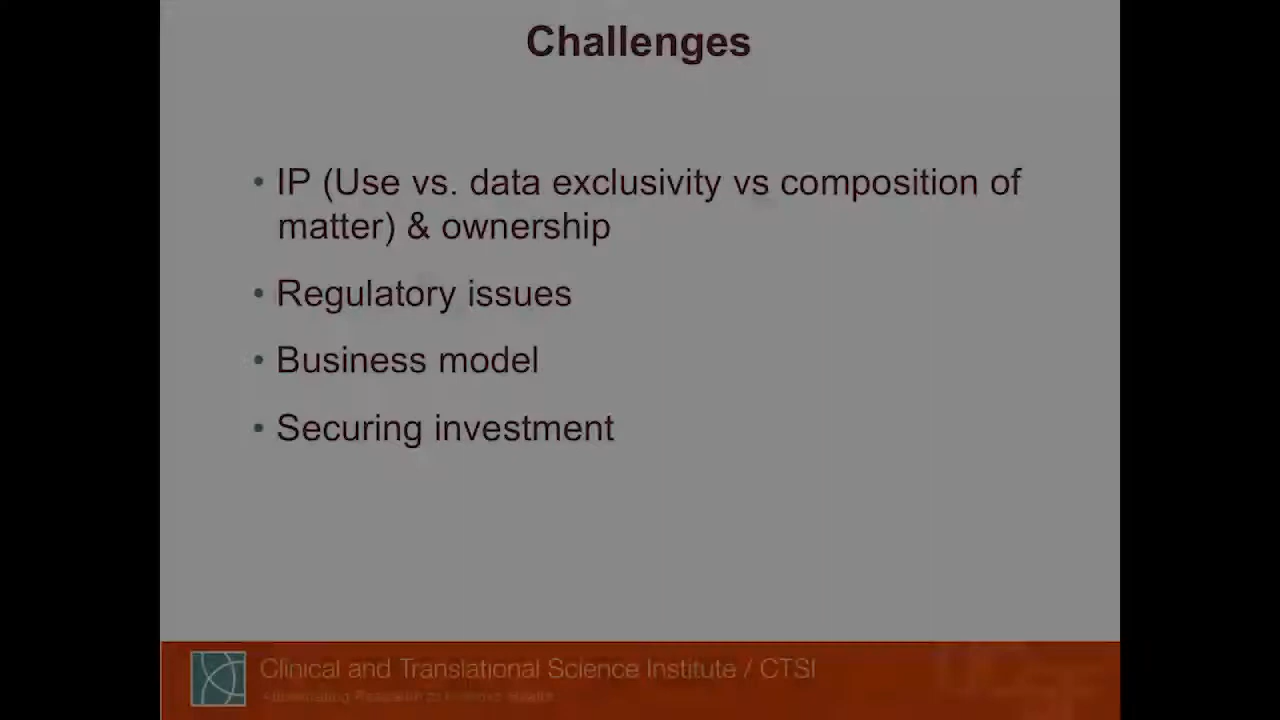 Challenges
• IP (Use vs. data exclusivity vs composition of
matter) & ownership
• Regulatory issues
• Business model
• Securing investment
Clinical and Translational Science Institute / CTSI